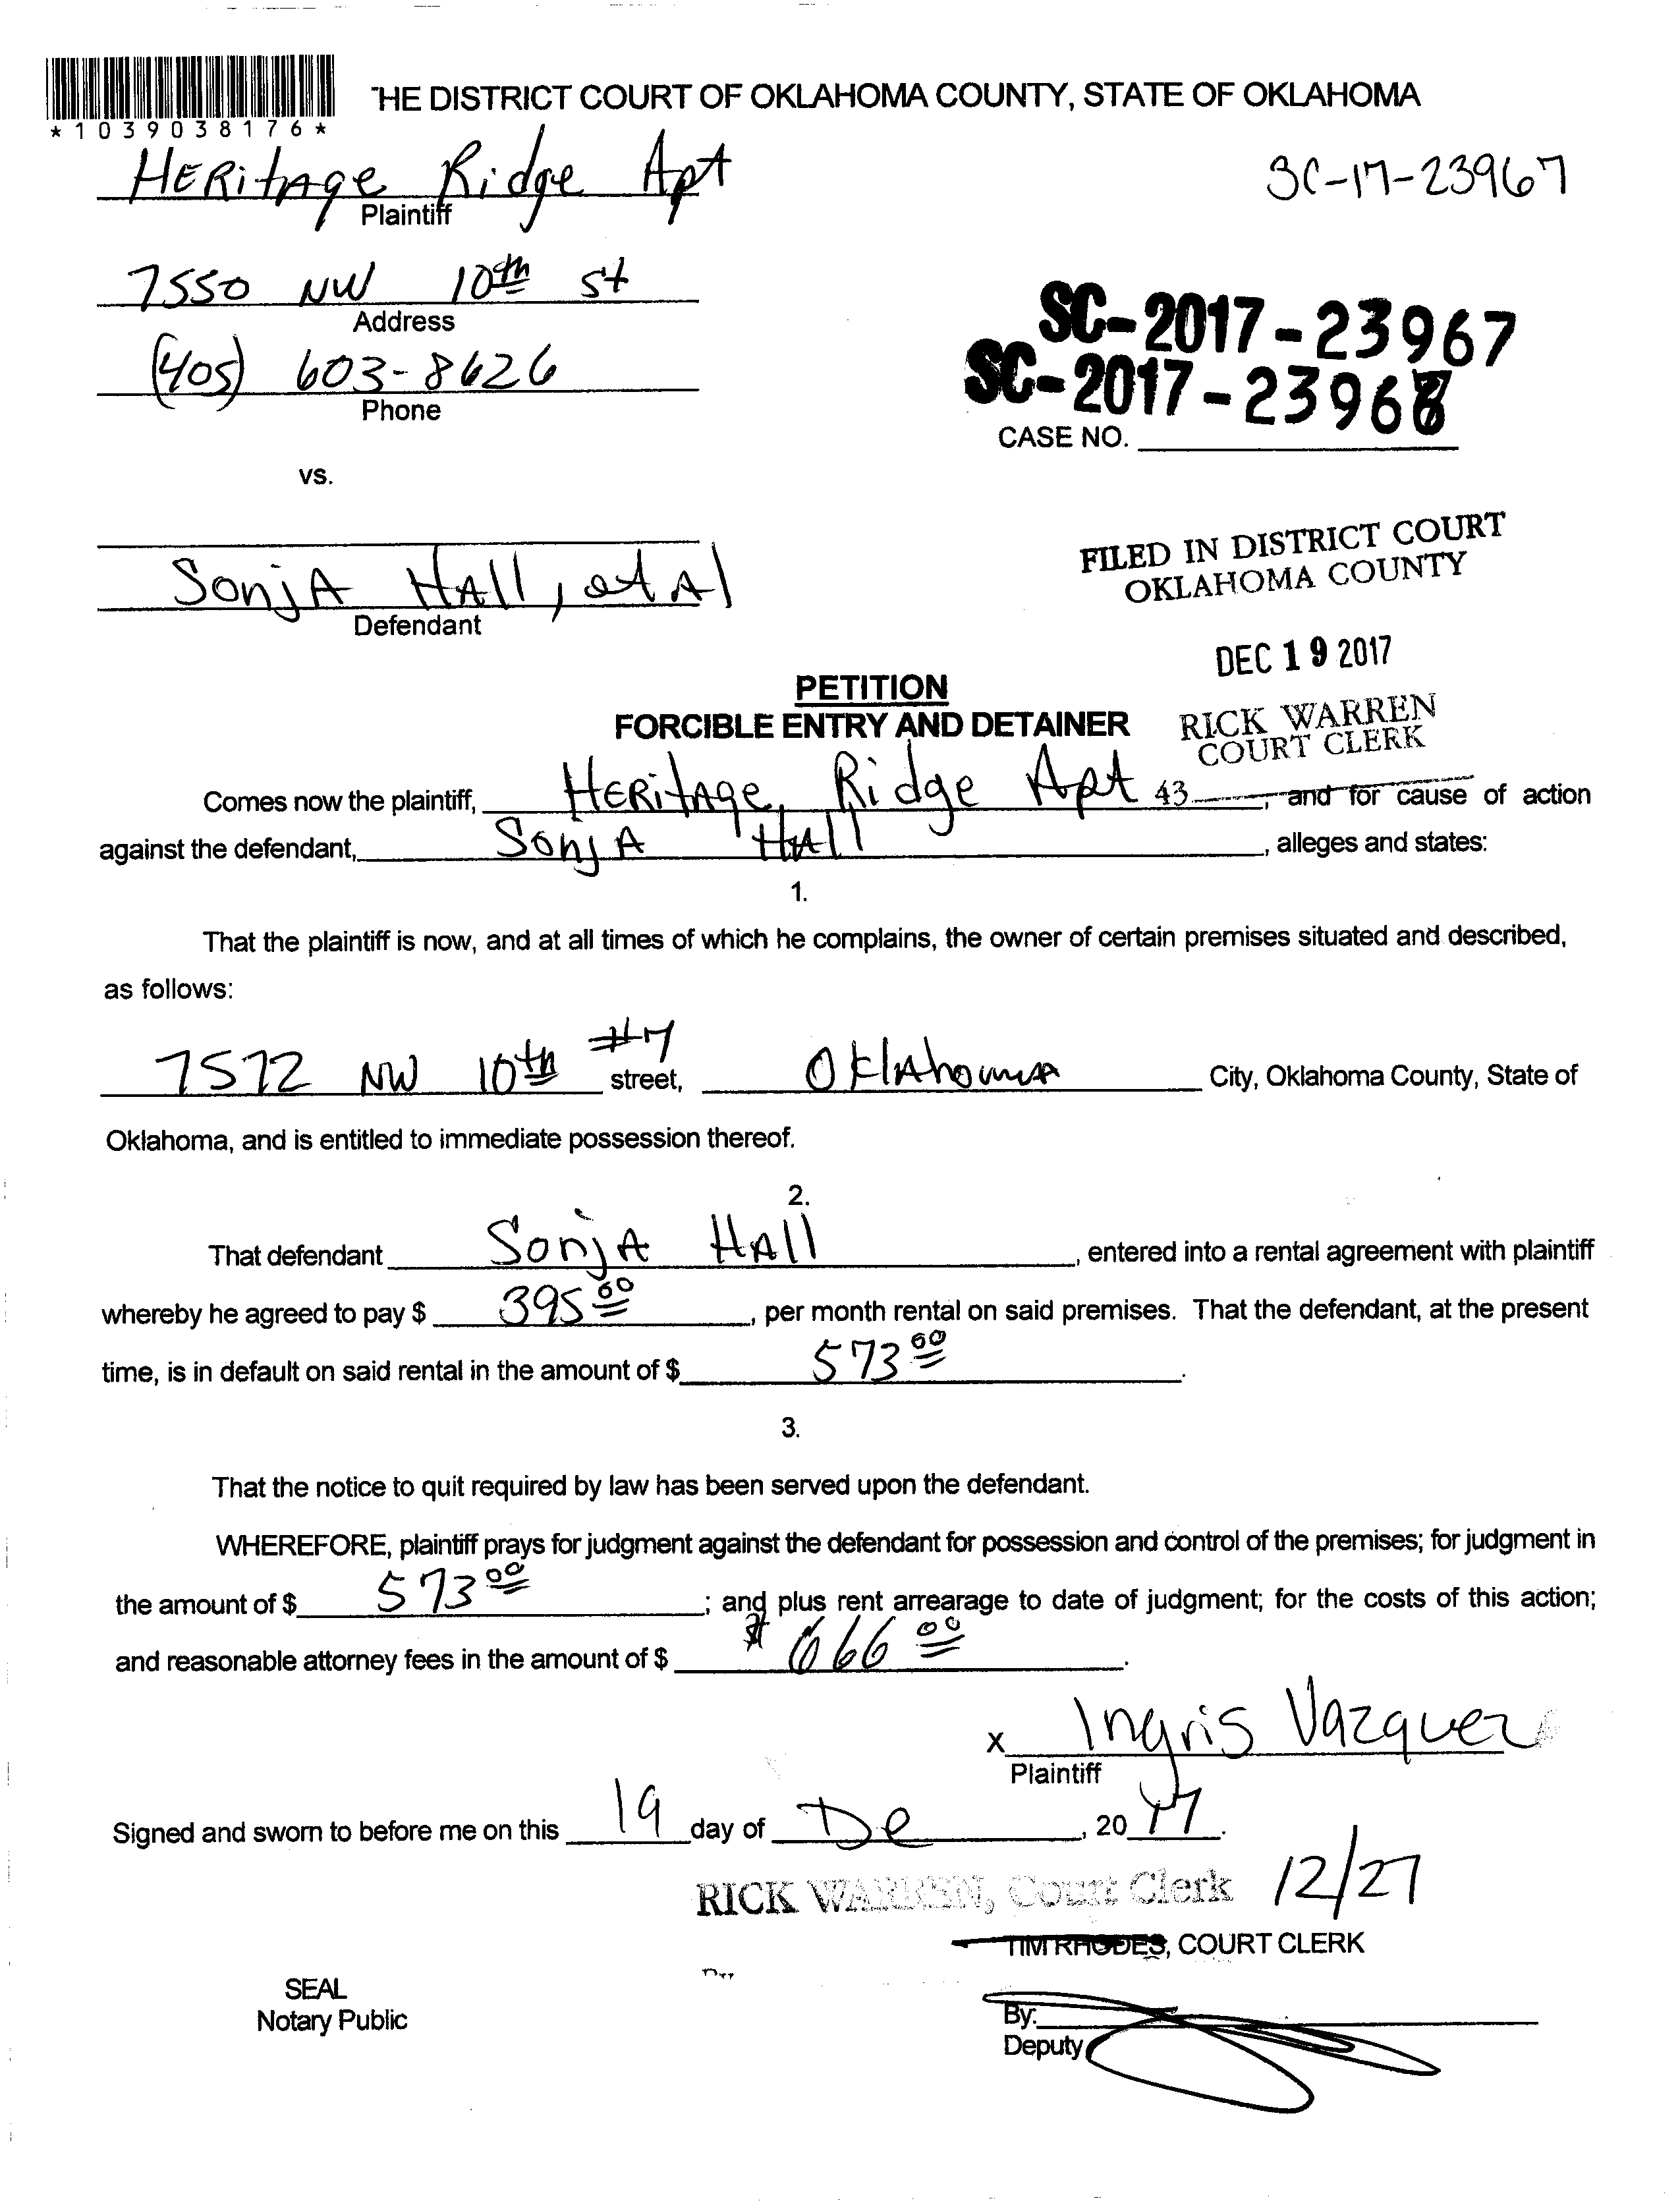 *1039038176*
THE DISTRICT COURT OF OKLAHOMA COUNTY, STATE OF OKLAHOMA
HERitAge Ridge Apt
Plaintiff
SC-17-23967
7550 NW 10th St
Address
(405) 603-8626
Phone
SC-2017-23967
SC-2017-23967
CASE NO.
vs.
SonjA HAll, et Al
Defendant
FILED IN DISTRICT COURT
OKLAHOMA COUNTY
DEC 19 2017
RICK WARREN
COURT CLERK
43
PETITION
FORCIBLE ENTRY AND DETAINER
Comes now the plaintiff, HERitAge Ridge Apt, and for cause of action
against the defendant, SonjA HAll, alleges and states:
1.
That the plaintiff is now, and at all times of which he complains, the owner of certain premises situated and described,
as follows:
7572 NW 10th #7 street, OklAhomA City, Oklahoma County, State of
Oklahoma, and is entitled to immediate possession thereof.
2.
That defendant SonjA HAll, entered into a rental agreement with plaintiff
whereby he agreed to pay $ 395 00, per month rental on said premises. That the defendant, at the present
time, is in default on said rental in the amount of $ 573 00.
3.
That the notice to quit required by law has been served upon the defendant.
WHEREFORE, plaintiff prays for judgment against the defendant for possession and control of the premises; for judgment in
the amount of $ 573 00; and plus rent arrearage to date of judgment; for the costs of this action;
and reasonable attorney fees in the amount of $ $ 666 00.
x Ingris Vazquez
Plaintiff
Signed and sworn to before me on this 19 day of De, 20 17.
RICK WARREN, Court Clerk 12/27
TIM RHODES, COURT CLERK
SEAL
Notary Public
By:
Deputy